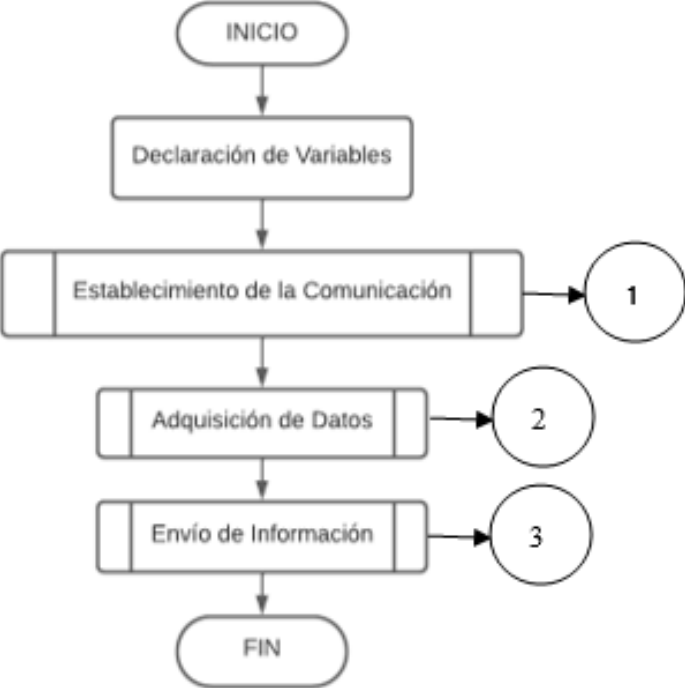 INICIO
Declaración de Variables
Establecimiento de la Comunicación
1
Adquisición de Datos
2
Envío de Información
3
FIN